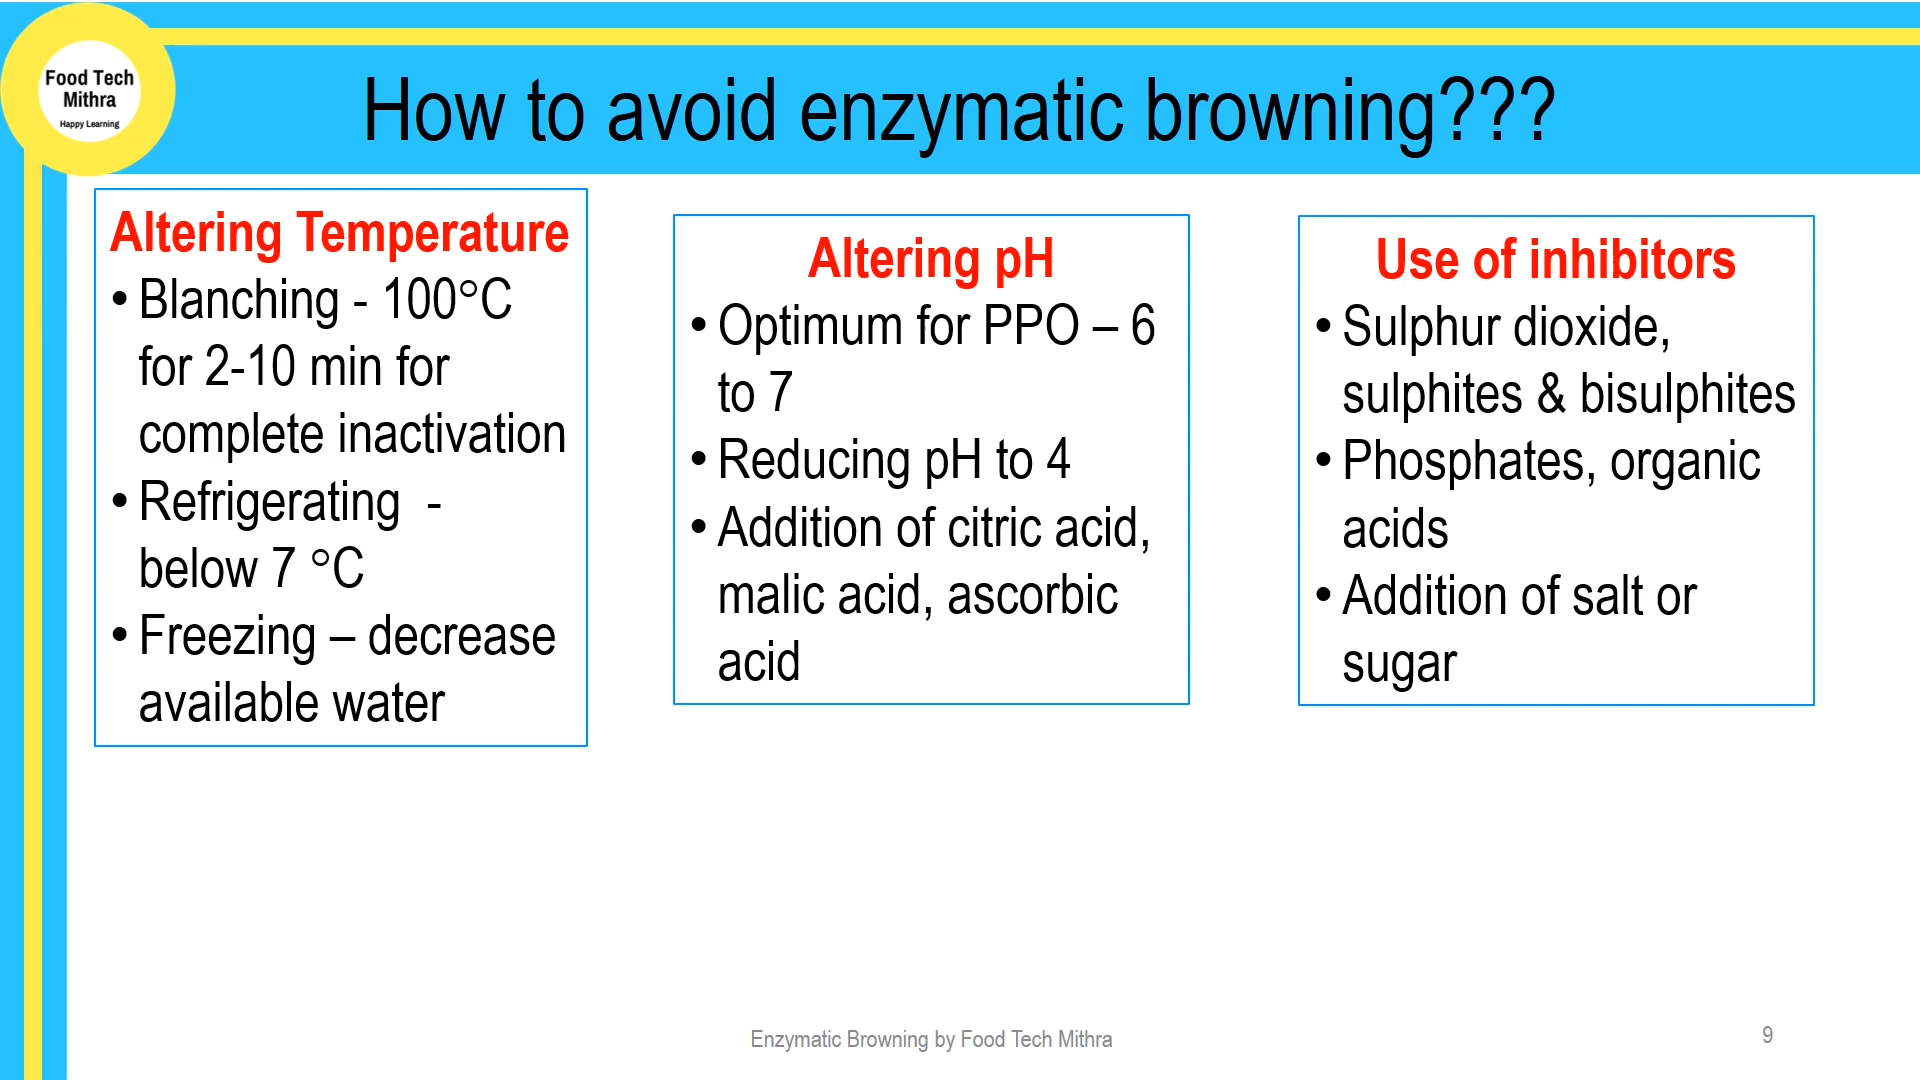 Food Tech
Mithra
Happy Learning
How to avoid enzymatic browning???
Altering Temperature
• Blanching - 100°C
for 2-10 min for
complete inactivation
• Refrigerating  -
below 7 °C
• Freezing – decrease
available water
Altering pH
• Optimum for PPO – 6
to 7
• Reducing pH to 4
• Addition of citric acid,
malic acid, ascorbic
acid
Use of inhibitors
• Sulphur dioxide,
sulphites & bisulphites
• Phosphates, organic
acids
• Addition of salt or
sugar
Enzymatic Browning by Food Tech Mithra
9